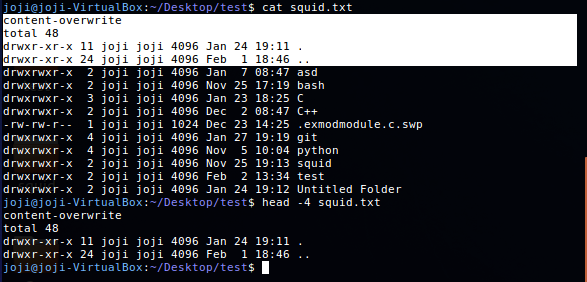 joji@joji-VirtualBox:~/Desktop/test$ cat squid.txt
content-overwrite
total 48
drwxr-xr-x 11 joji joji 4096 Jan 24 19:11 .
drwxr-xr-x 24 joji joji 4096 Feb  1 18:46 ..
drwxrwxr-x  2 joji joji 4096 Jan  7 08:47 asd
drwxrwxr-x  2 joji joji 4096 Nov 25 17:19 bash
drwxrwxr-x  3 joji joji 4096 Jan 23 18:25 C
drwxrwxr-x  2 joji joji 4096 Dec  2 08:47 C++
-rw-rw-r--  1 joji joji 1024 Dec 23 14:25 .exmodmodule.c.swp
drwxrwxr-x  4 joji joji 4096 Jan 27 19:19 git
drwxrwxr-x  4 joji joji 4096 Nov  5 10:04 python
drwxrwxr-x  2 joji joji 4096 Nov 25 19:13 squid
drwxrwxr-x  2 joji joji 4096 Feb  2 13:34 test
drwxrwxr-x  2 joji joji 4096 Jan 24 19:12 Untitled Folder
joji@joji-VirtualBox:~/Desktop/test$ head -4 squid.txt
content-overwrite
total 48
drwxr-xr-x 11 joji joji 4096 Jan 24 19:11 .
drwxr-xr-x 24 joji joji 4096 Feb  1 18:46 ..
joji@joji-VirtualBox:~/Desktop/test$